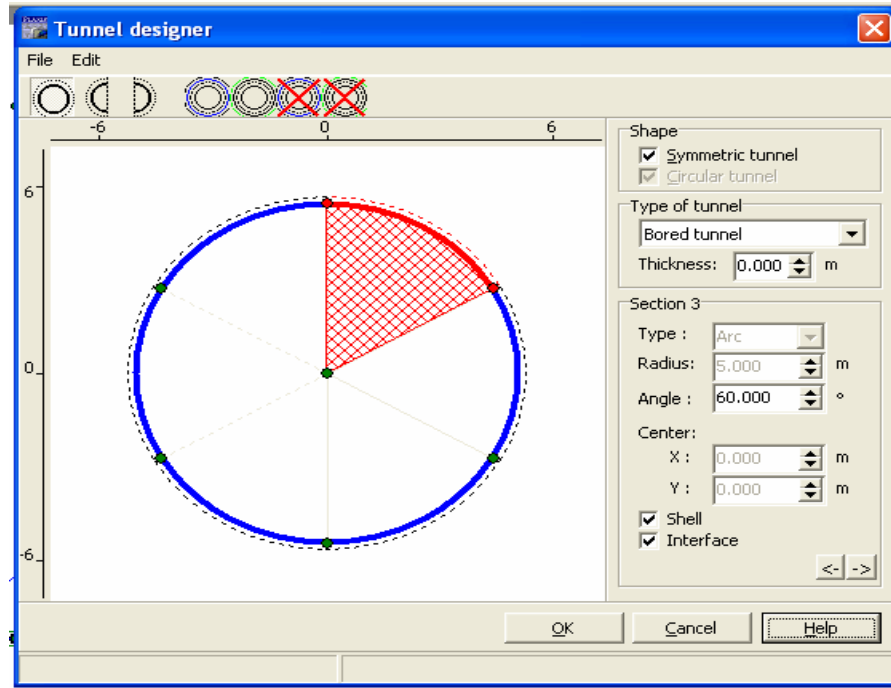 Tunnel designer
File Edit
-6 0 6
6
0
-6
Shape
Symmetric tunnel
Circular tunnel
Type of tunnel
Bored tunnel
Thickness: 0.000 m
Section 3
Type : Arc
Radius: 5.000 m
Angle : 60.000 °
Center:
X : 0.000 m
Y : 0.000 m
Shell
Interface
<- ->
OK Cancel Help